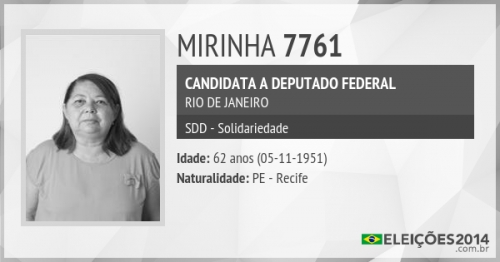 MIRINHA 7761
CANDIDATA A DEPUTADO FEDERAL
RIO DE JANEIRO
SDD - Solidariedade
Idade: 62 anos (05-11-1951)
Naturalidade: PE - Recife
ELEIÇÕES2014
.com.br